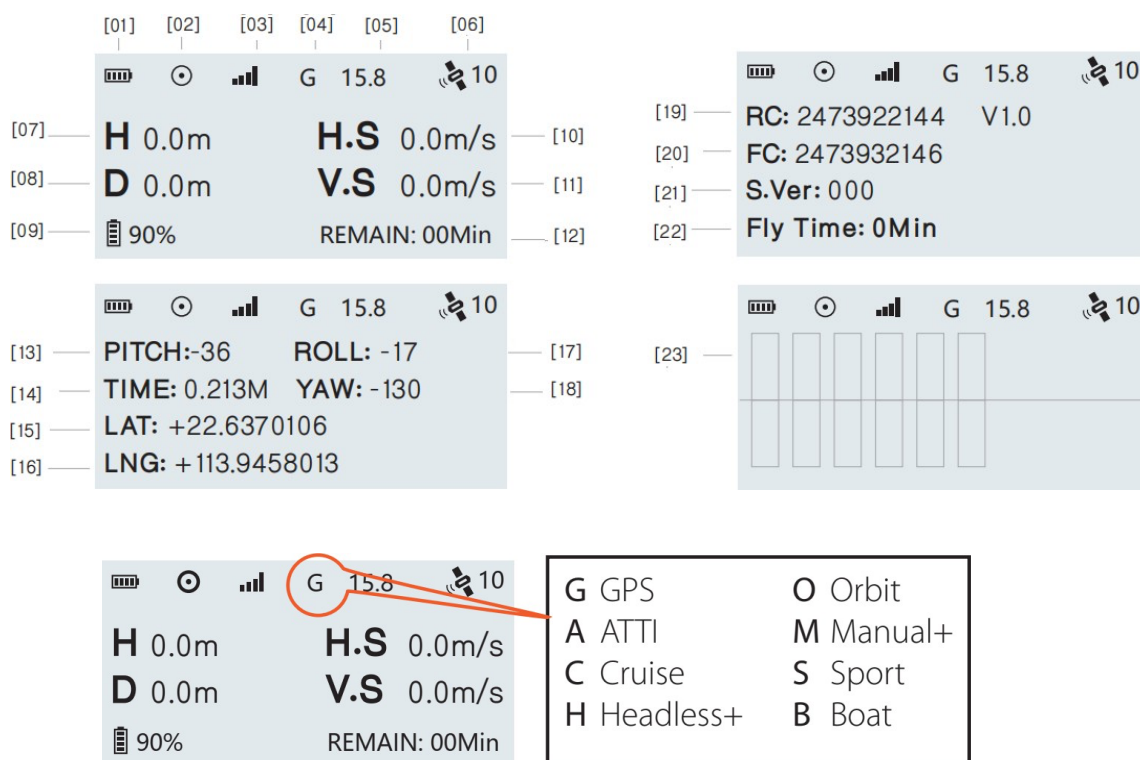 [01] [02] [03] [04] [05] [06]
G 15.8 10
[07] H 0.0m H.S 0.0m/s [10]
[08] D 0.0m V.S 0.0m/s [11]
[09] 90% REMAIN: 00Min [12]
G 15.8 10
[19] RC: 2473922144 V1.0
[20] FC: 2473932146
[21] S.Ver: 000
[22] Fly Time: 0Min
G 15.8 10
[13] PITCH:-36 ROLL: -17 [17]
[14] TIME: 0.213M YAW: -130 [18]
[15] LAT: +22.6370106
[16] LNG: +113.9458013
G 15.8 10
[23]
G 15.8 10
H 0.0m H.S 0.0m/s
D 0.0m V.S 0.0m/s
90% REMAIN: 00Min
G GPS O Orbit
A ATTI M Manual+
C Cruise S Sport
H Headless+ B Boat